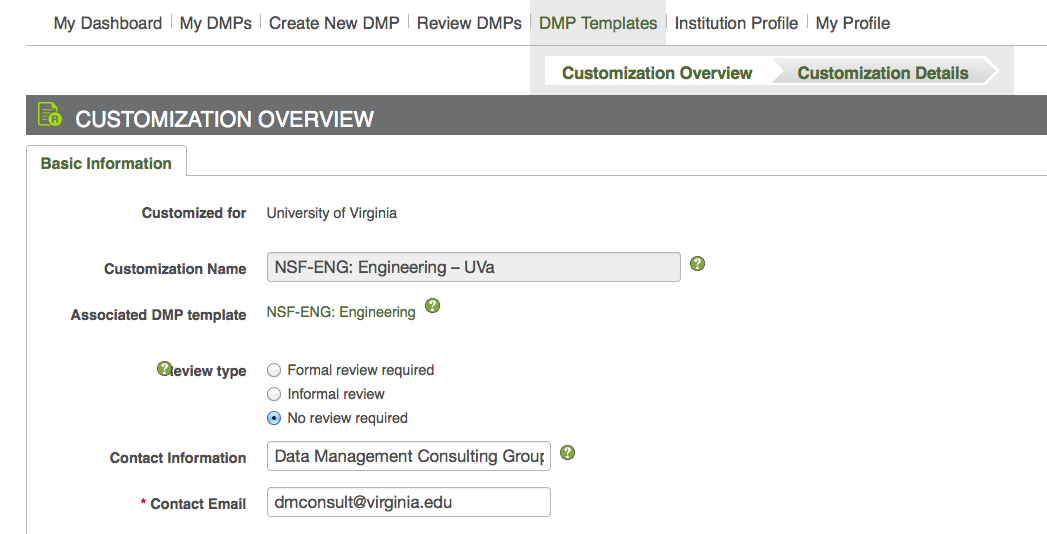 My Dashboard My DMPs Create New DMP Review DMPs DMP Templates Institution Profile My Profile
Customization Overview Customization Details
CUSTOMIZATION OVERVIEW
Basic Information
Customized for University of Virginia
Customization Name NSF-ENG: Engineering – UVa ?
Associated DMP template NSF-ENG: Engineering ?
?eview type Formal review required
Informal review
No review required
Contact Information Data Management Consulting Group ?
* Contact Email dmconsult@virginia.edu